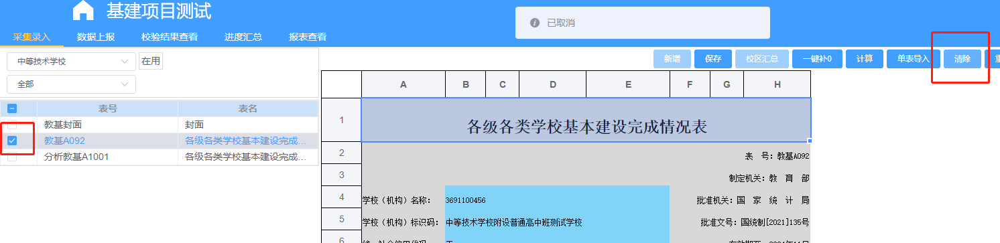 基建项目测试
已取消
采集录入 数据上报 校验结果查看 进度汇总 报表查看
中等技术学校 在用
新增 保存 校区汇总 一键补0 计算 单表导入 清除
全部
A B C D E F G H
表号 表名
教基封面 封面
教基A092 各级各类学校基本建设完成...
分析教基A1001 各级各类学校基本建设完成...
1 各级各类学校基本建设完成情况表
2 表 号：教基A092
3 制定机关：教 育 部
4 学校（机构）名称： 3691100456 批准机关：国 家 统 计 局
5 学校（机构）标识码： 中等技术学校附设普通高中班测试学校 批准文号：国统制[2021]135号
6